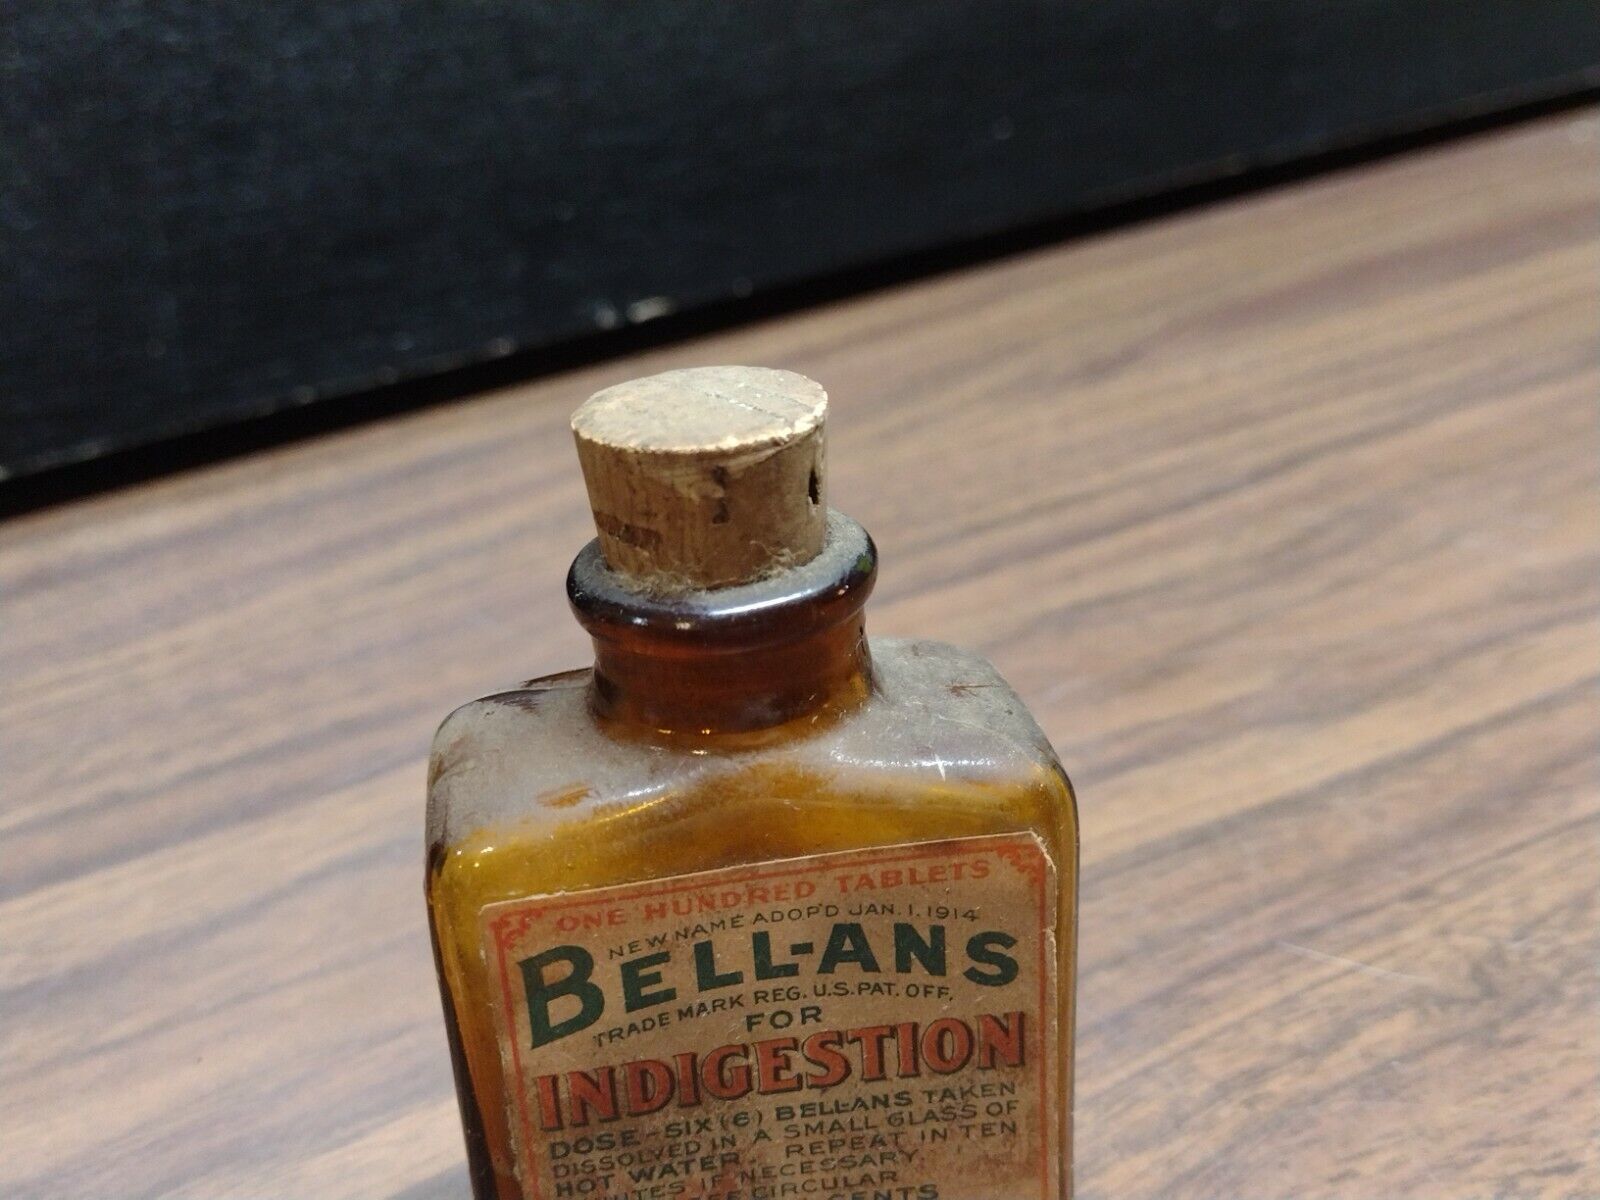 ONE HUNDRED TABLETS
NEW NAME ADOP'D JAN. 1. 1914
BELL-ANS
TRADE MARK REG. U.S. PAT. OFF.
FOR
INDIGESTION
DOSE - SIX (6) BELL-ANS TAKEN
DISSOLVED IN A SMALL GLASS OF
HOT WATER. REPEAT IN TEN
IF NECESSARY
CIRCULAR
CENTS